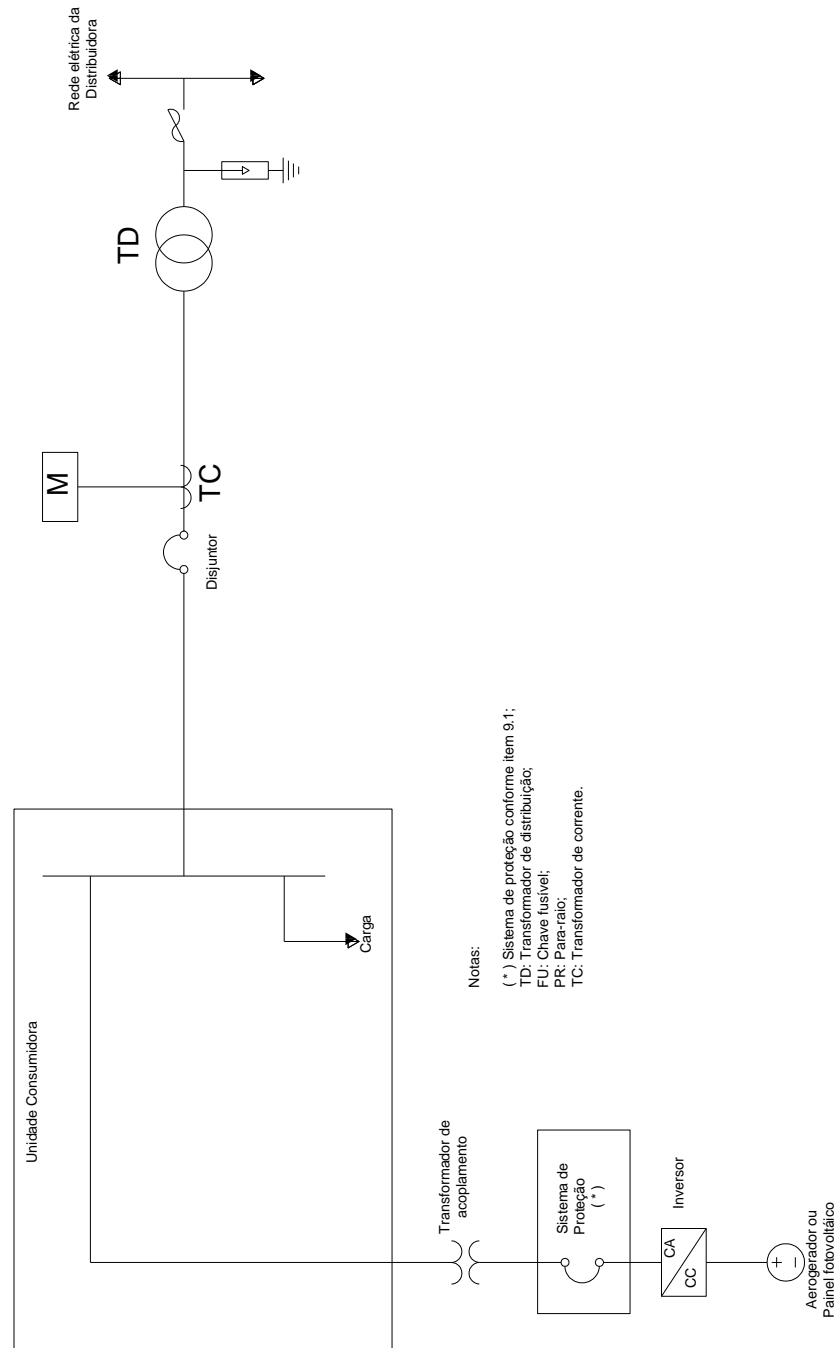 Rede elétrica da
Distribuidora
TD
M
TC
Disjuntor
Unidade Consumidora
Carga
Notas:
( * ) Sistema de proteção conforme item 9.1;
TD: Transformador de distribuição;
FU: Chave fusível;
PR: Para-raio;
TC: Transformador de corrente.
Transformador de
acoplamento
Sistema de
Proteção
( * )
Inversor
CA
CC
+
−
Aerogerador ou
Painel fotovoltáico